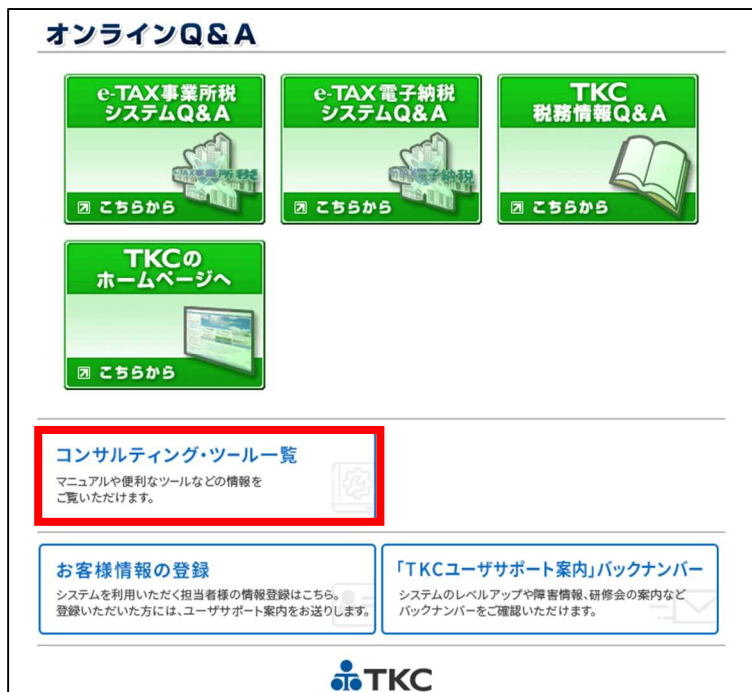 オンラインQ&A
e-TAX事業所税
システムQ&A
こちらから
e-TAX電子納税
システムQ&A
こちらから
TKC
税務情報Q&A
こちらから
TKCの
ホームページへ
こちらから
コンサルティング・ツール一覧
マニュアルや便利なツールなどの情報を
ご覧いただけます。
お客様情報の登録
システムを利用いただく担当者様の情報登録はこちら。
登録いただいた方には、ユーザサポート案内をお送りします。
「TKCユーザサポート案内」バックナンバー
システムのレベルアップや障害情報、研修会の案内など
バックナンバーをご確認いただけます。
TKC